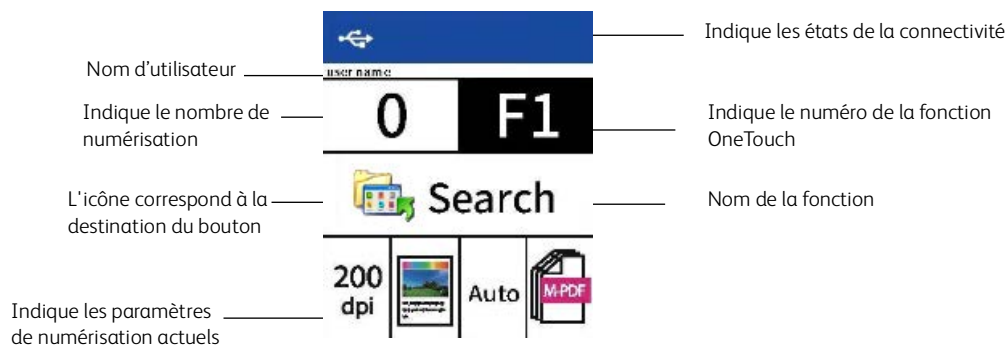 Indique les états de la connectivité
Nom d'utilisateur
user name
Indique le nombre de
numérisation
0
F1
Indique le numéro de la fonction
OneTouch
L'icône correspond à la
destination du bouton
Search
Nom de la fonction
200
dpi
Auto
M-PDF
Indique les paramètres
de numérisation actuels